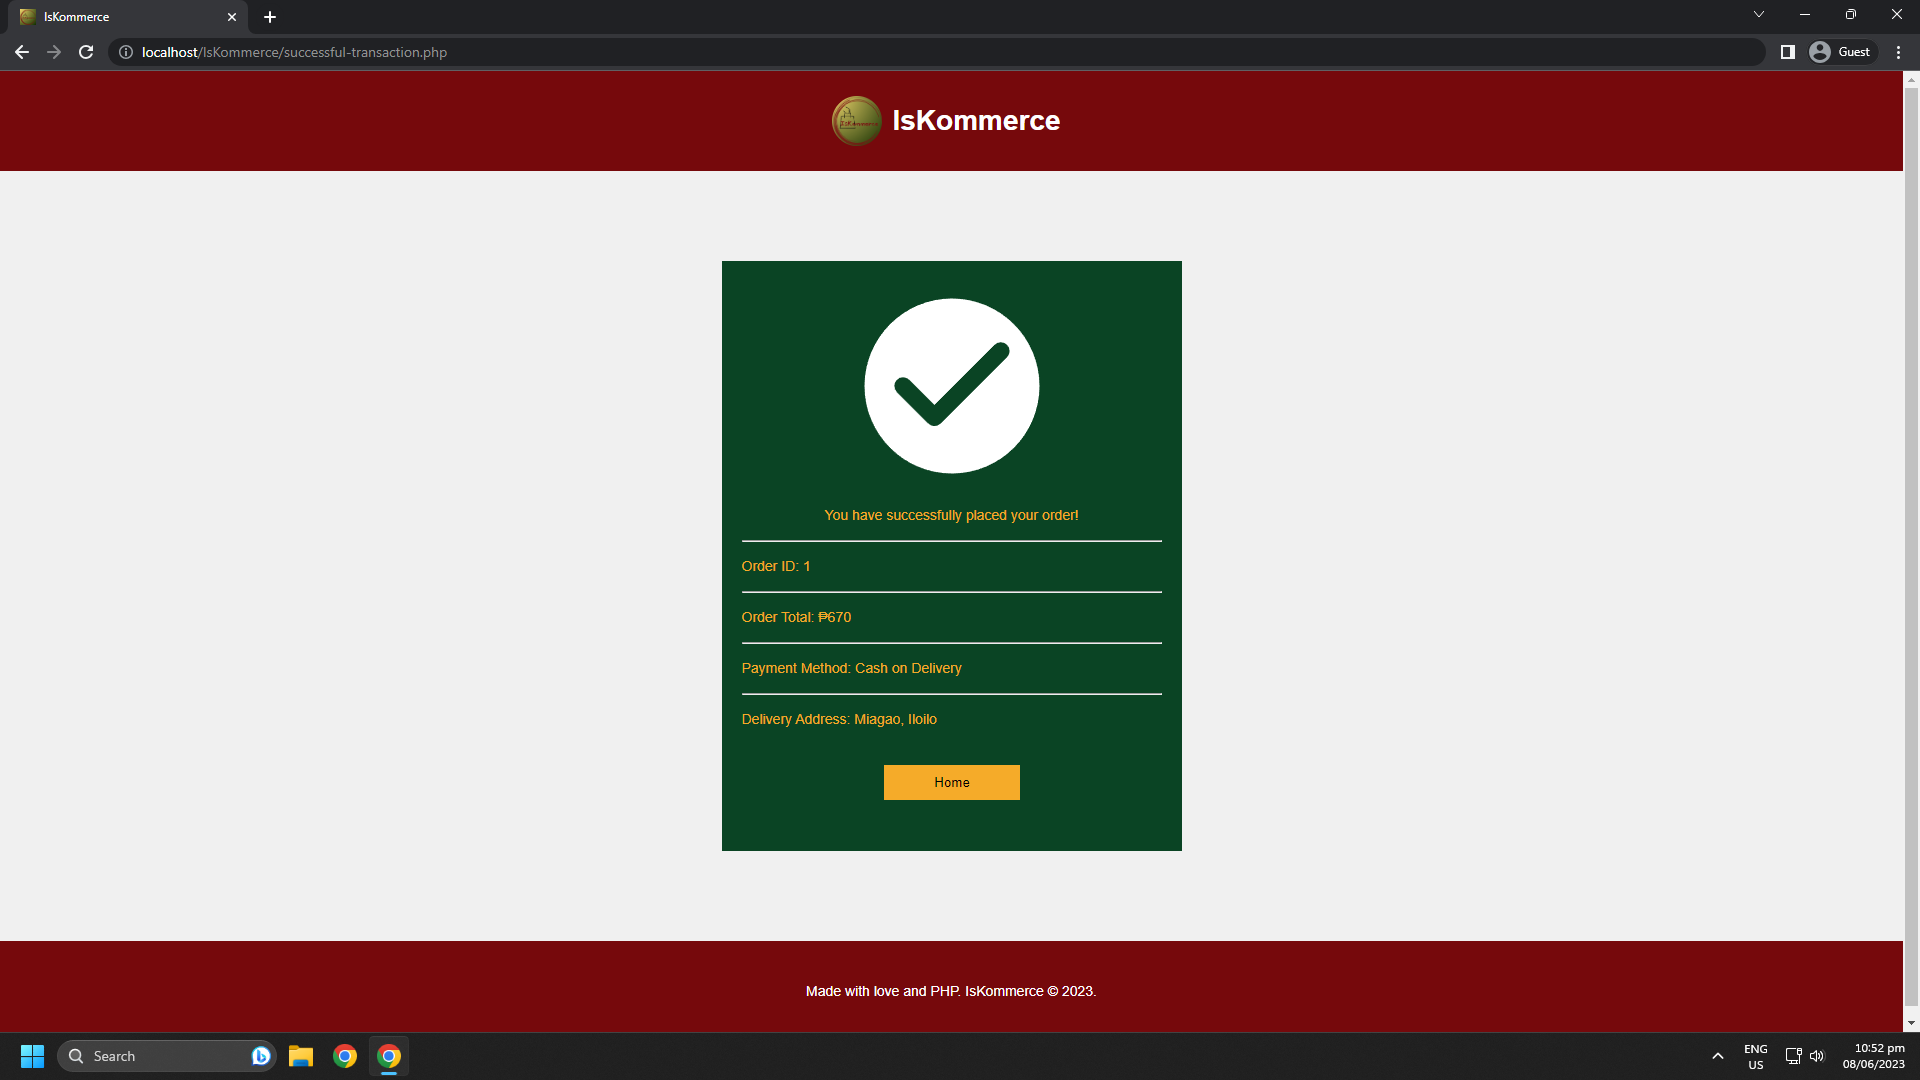 IsKommerce
localhost/IsKommerce/successful-transaction.php
Guest
IsKommerce
You have successfully placed your order!
Order ID: 1
Order Total: ₱670
Payment Method: Cash on Delivery
Delivery Address: Miagao, Iloilo
Home
Made with love and PHP. IsKommerce © 2023.
Search
ENG
US
10:52 pm
08/06/2023